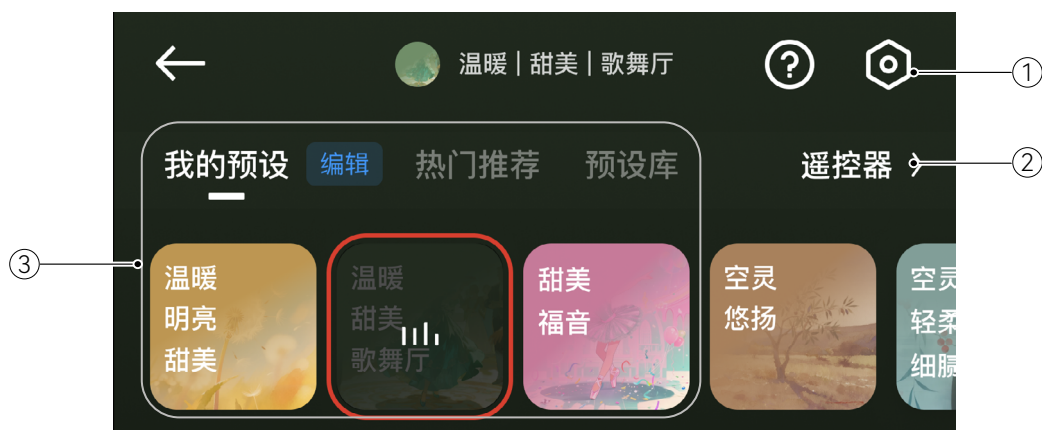 温暖 | 甜美 | 歌舞厅
①
我的预设 编辑 热门推荐 预设库 遥控器
②
③
温暖
明亮
甜美
温暖
甜美
歌舞厅
甜美
福音
空灵
悠扬
空灵
轻柔
细腻